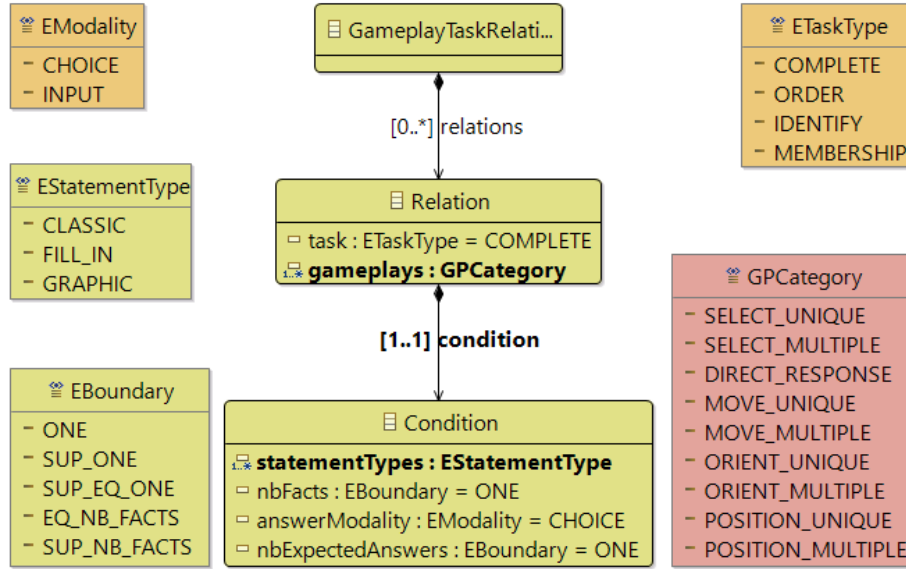 EModality
CHOICE
INPUT
GameplayTaskRelati...
ETaskType
COMPLETE
ORDER
IDENTIFY
MEMBERSHIP
[0..*] relations
EStatementType
CLASSIC
FILL_IN
GRAPHIC
Relation
task : ETaskType = COMPLETE
gameplays : GPCategory
GPCategory
SELECT_UNIQUE
SELECT_MULTIPLE
DIRECT_RESPONSE
MOVE_UNIQUE
MOVE_MULTIPLE
ORIENT_UNIQUE
ORIENT_MULTIPLE
POSITION_UNIQUE
POSITION_MULTIPLE
[1..1] condition
EBoundary
ONE
SUP_ONE
SUP_EQ_ONE
EQ_NB_FACTS
SUP_NB_FACTS
Condition
statementTypes : EStatementType
nbFacts : EBoundary = ONE
answerModality : EModality = CHOICE
nbExpectedAnswers : EBoundary = ONE